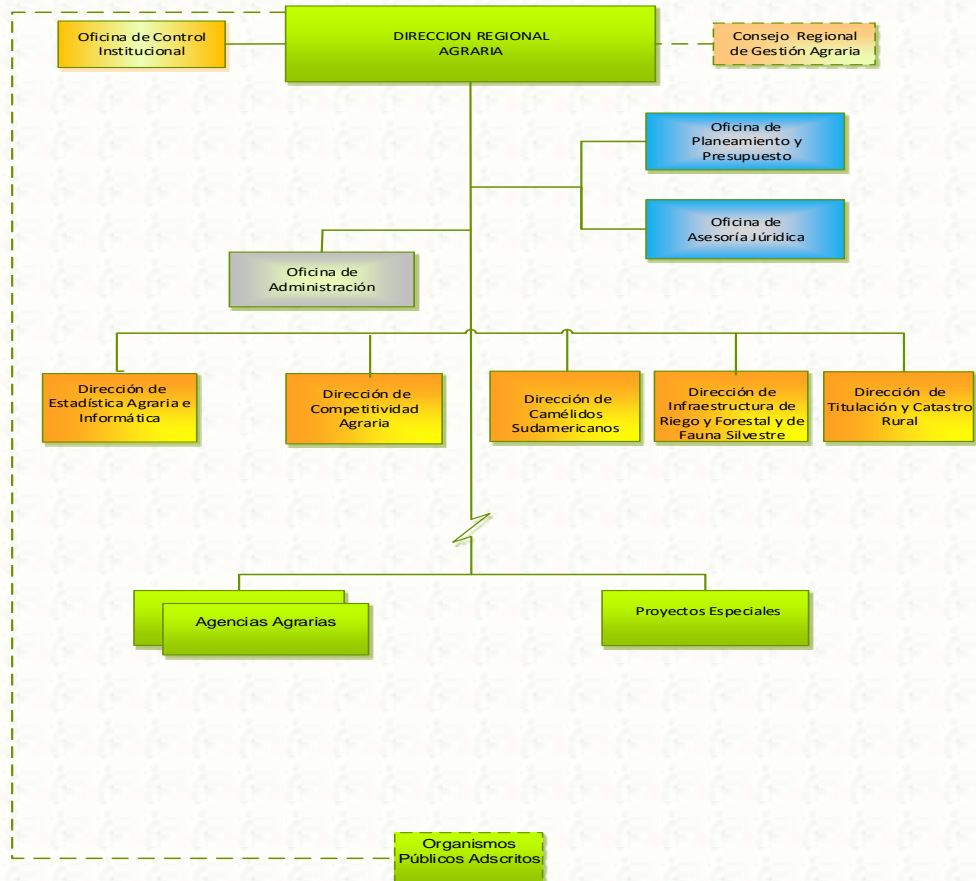 Oficina de Control
Institucional
DIRECCION REGIONAL
AGRARIA
Consejo Regional
de Gestión Agraria
Oficina de
Planeamiento y
Presupuesto
Oficina de
Asesoría Júridica
Oficina de
Administración
Dirección de
Estadística Agraria e
Informática
Dirección de
Competitividad
Agraria
Dirección de
Camélidos
Sudamericanos
Dirección de
Infraestructura de
Riego y Forestal y de
Fauna Silvestre
Dirección de
Titulación y Catastro
Rural
Agencias Agrarias
Proyectos Especiales
Organismos
Públicos Adscritos